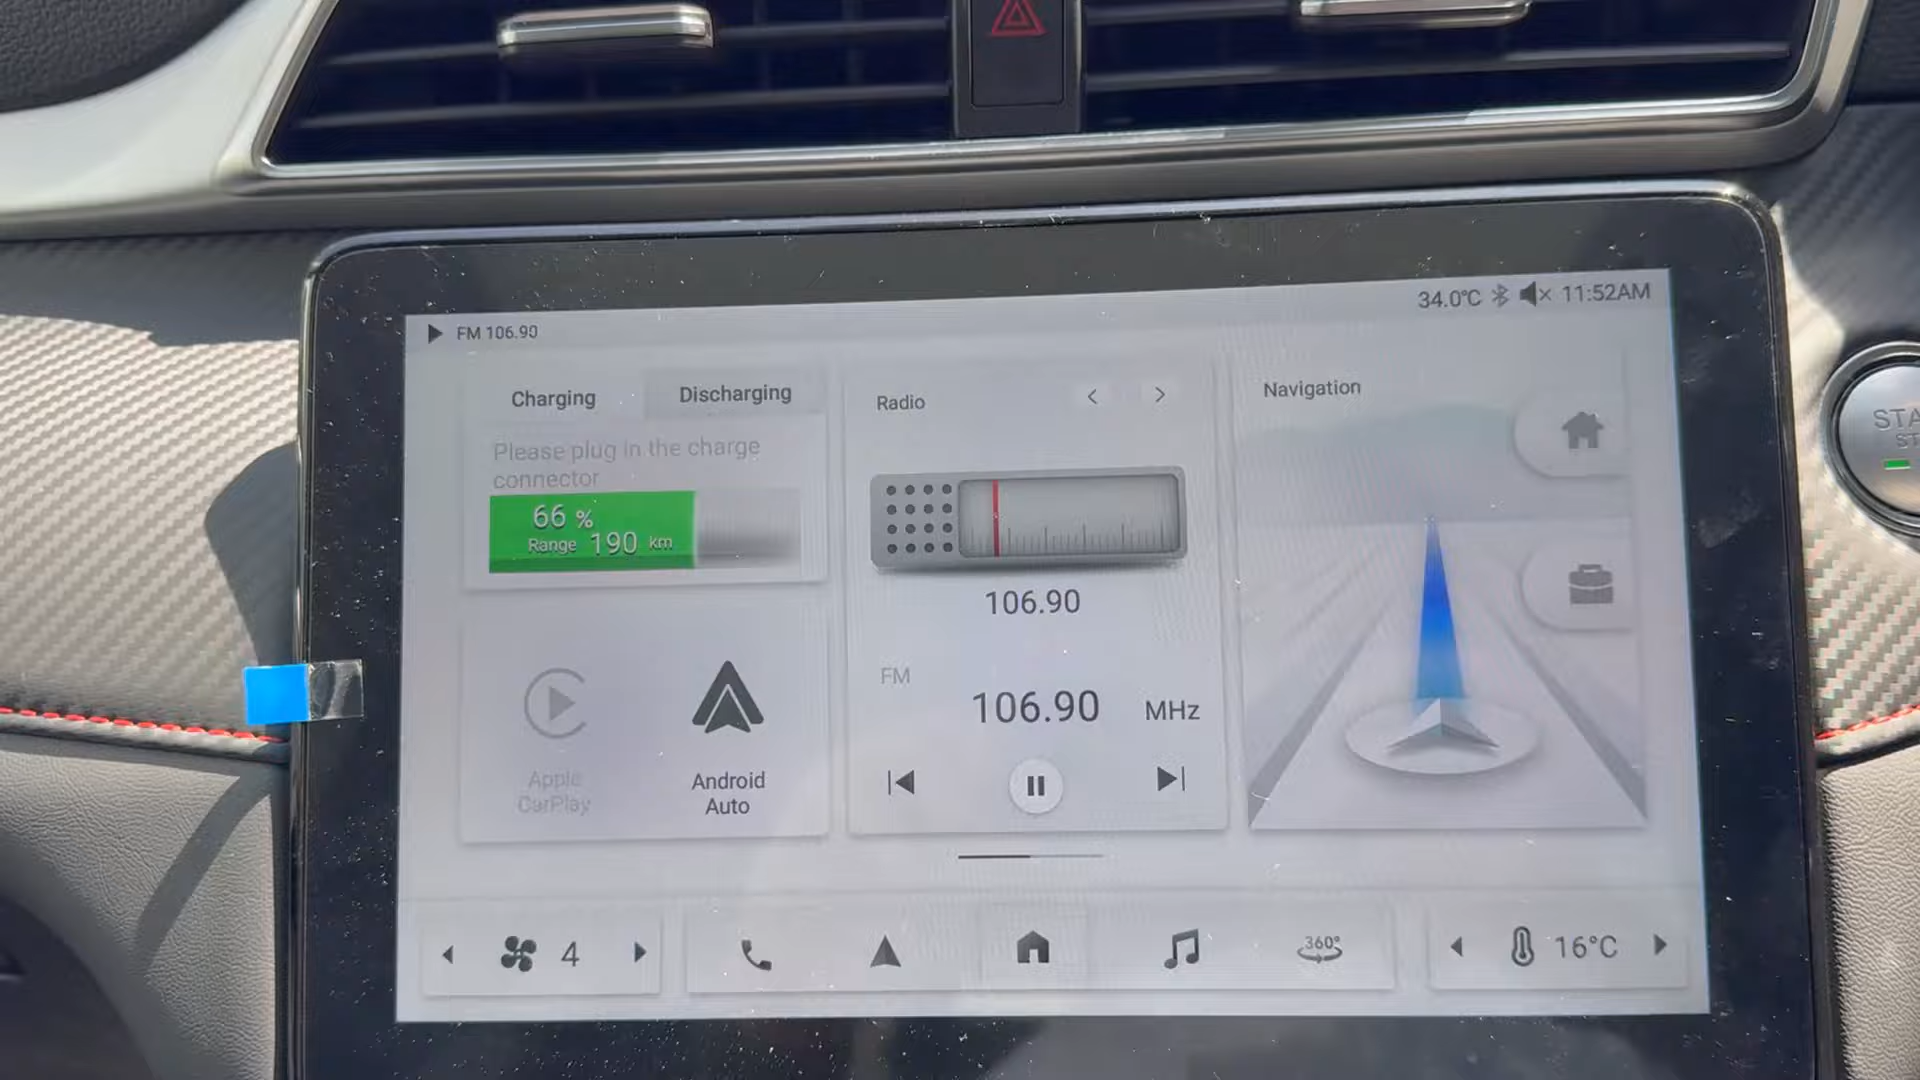 34.0°C 11:52AM
FM 106.90
Charging Discharging
Please plug in the charge
connector
66 %
Range 190 km
Apple
CarPlay
Android
Auto
Radio
106.90
FM
106.90 MHz
Navigation
4
360°
16°C